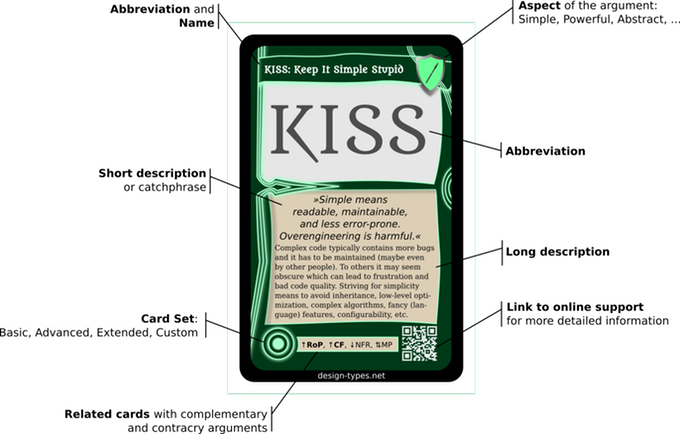 Abbreviation and
Name
Aspect of the argument:
Simple, Powerful, Abstract, ...
KISS: Keep It Simple Stupid
KISS
Abbreviation
Short description
or catchphrase
»Simple means
readable, maintainable,
and less error-prone.
Overengineering is harmful.«
Complex code typically contains more bugs
and it has to be maintained (maybe even
by other people). To others it may seem
obscure which can lead to frustration and
bad code quality. Striving for simplicity
means to avoid inheritance, low-level opti-
mization, complex algorithms, fancy (lan-
guage) features, configurability, etc.
Long description
Card Set:
Basic, Advanced, Extended, Custom
Link to online support
for more detailed information
↑RoP, ↑CF, ↓NFR, ⇅MP
design-types.net
Related cards with complementary
and contracry arguments